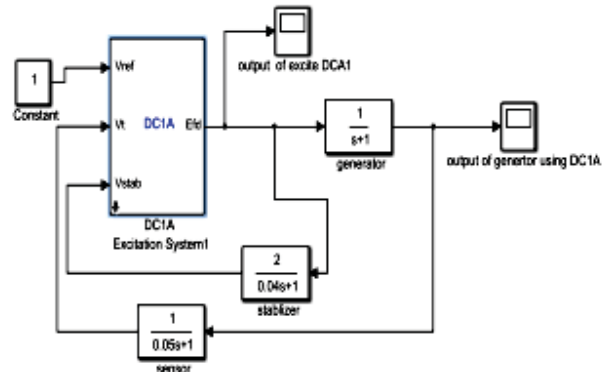 output of excite DCA1
1
Constant
Vref
Vt
Vstab
DC1A
Efd
DC1A
Excitation System1
1
s+1
generator
output of genertor using DC1A
2
0.04s+1
stablizer
1
0.05s+1
sensor